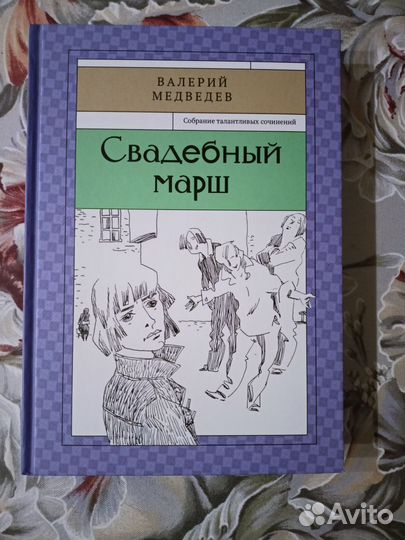 ВАЛЕРИЙ
МЕДВЕДЕВ
Собрание талантливых сочинений
Свадебный
марш
Avito